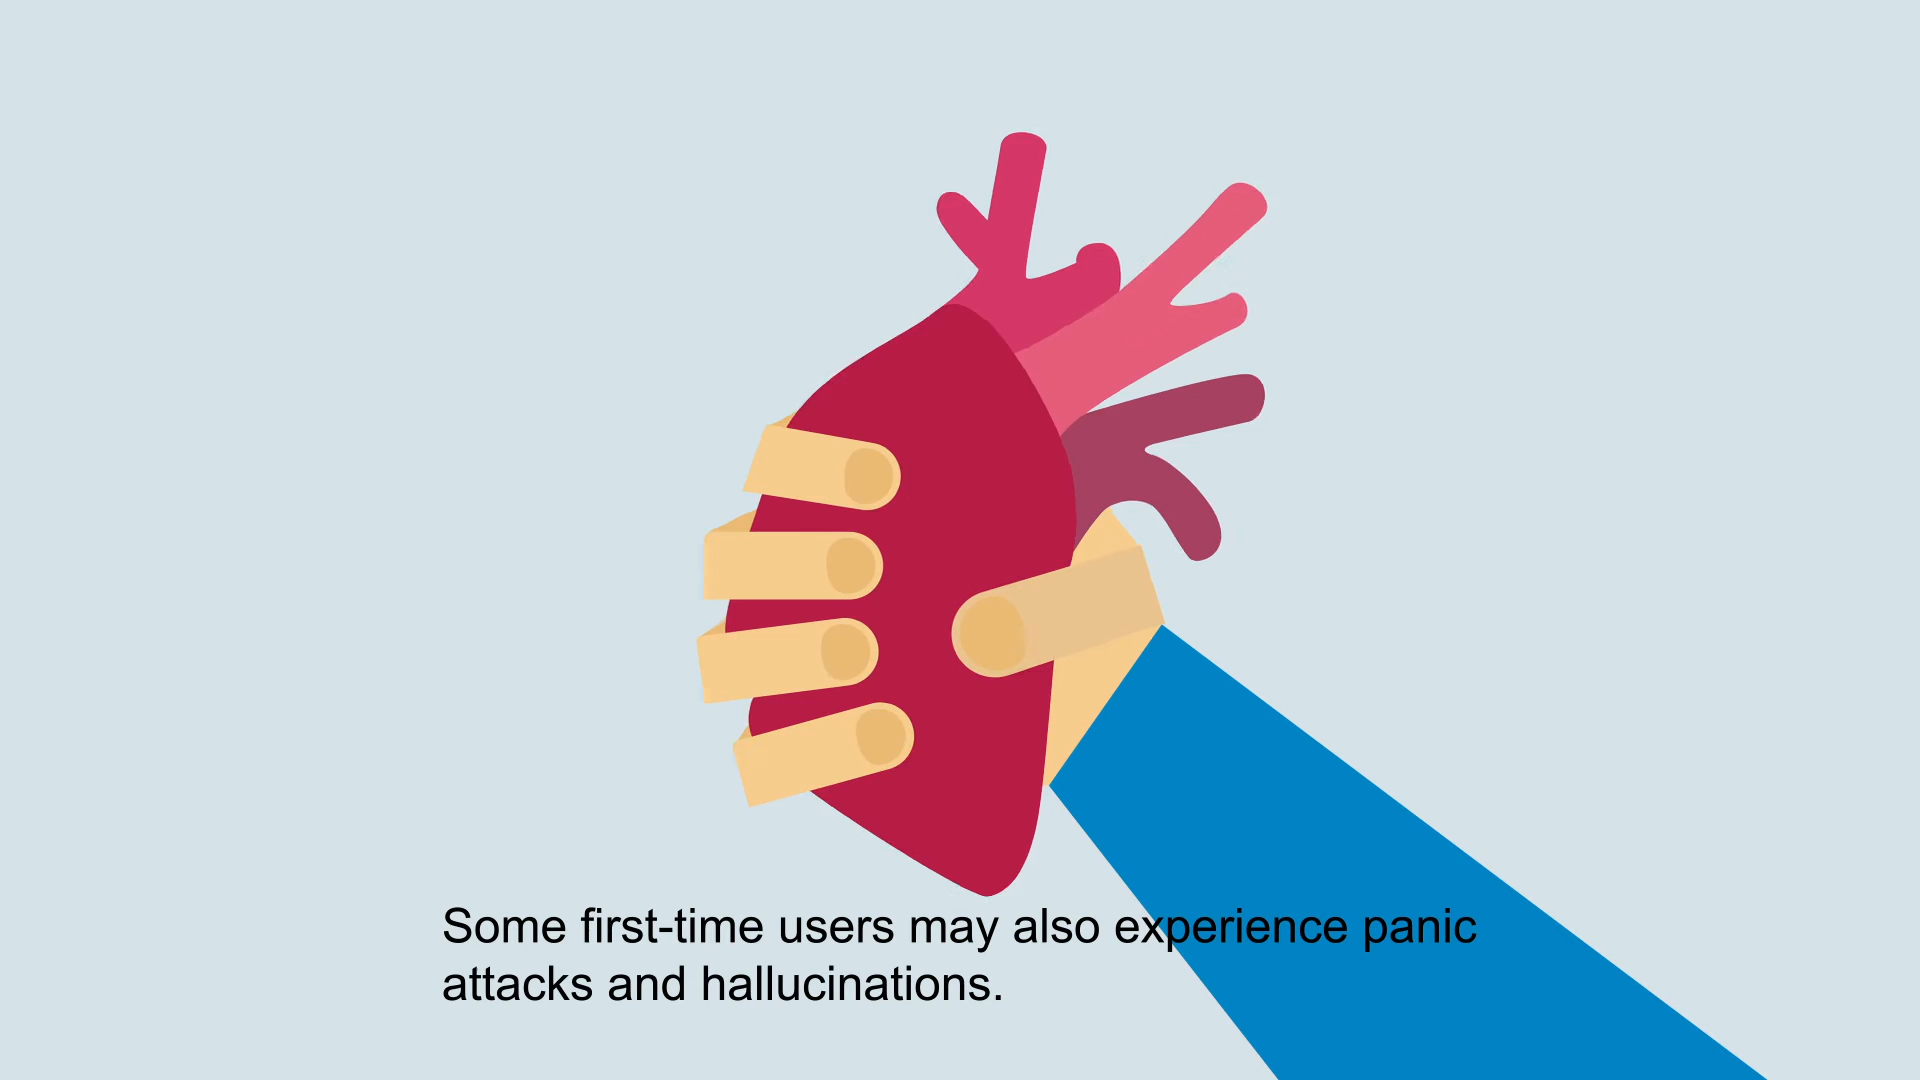 Some first-time users may also experience panic
attacks and hallucinations.